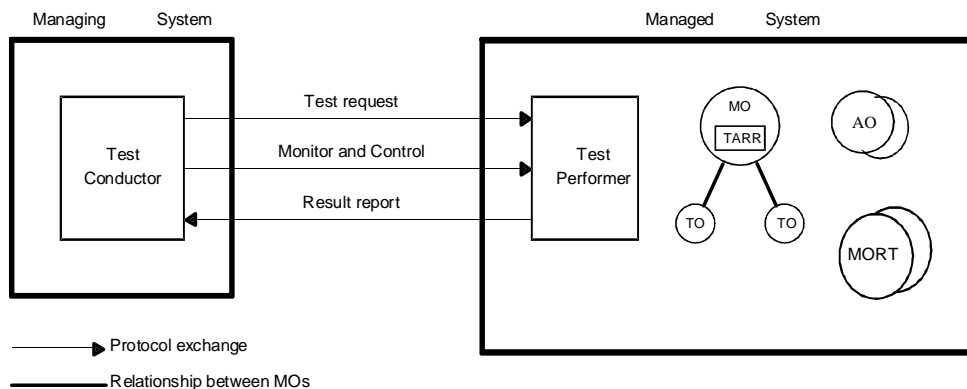 Managing System
Managed System
Test request
Monitor and Control
Result report
Test
Conductor
Test
Performer
MO
TARR
TO
TO
AO
MORT
Protocol exchange
Relationship between MOs